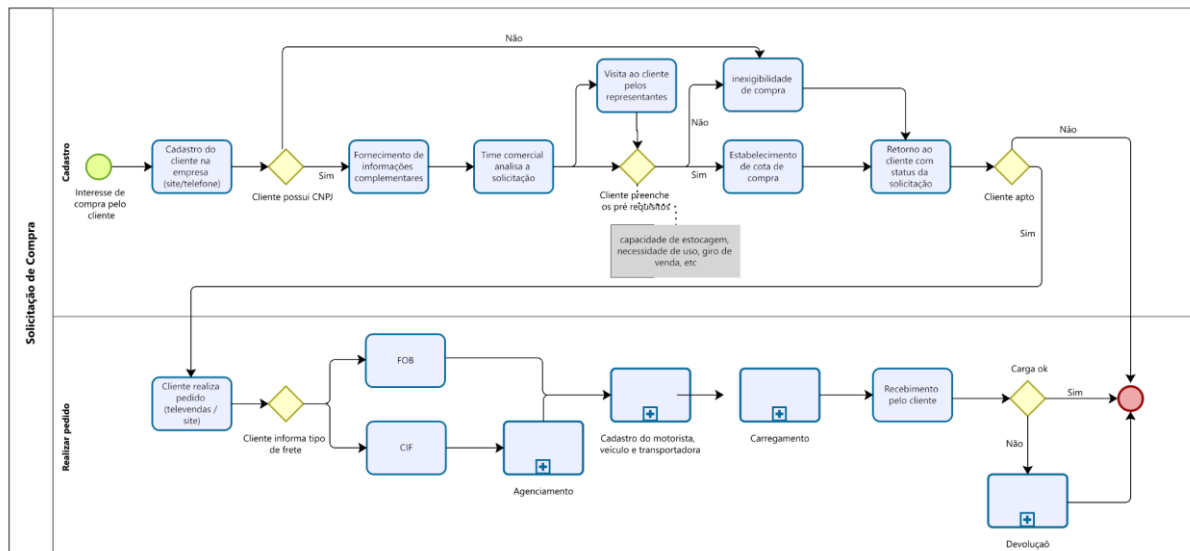 Solicitação de Compra
Cadastro
Não
Visita ao cliente
pelos
representantes
inexigibilidade
de compra
Não
Cadastro do
cliente na
empresa
(site/telefone)
Fornecimento de
informações
complementares
Time comercial
analisa a
solicitação
Não
Estabelecimento
de cota de
compra
Retorno ao
cliente com
status da
solicitação
Interesse de
compra pelo
cliente
Sim
Cliente possui CNPJ
Sim
Cliente preenche
os pré requisitos
Cliente apto
Sim
capacidade de estocagem,
necessidade de uso, giro de
venda, etc
Realizar pedido
FOB
Cliente realiza
pedido
(televendas /
site)
Recebimento
pelo cliente
Carga ok
Sim
Cliente informa tipo
de frete
CIF
Cadastro do motorista,
veículo e transportadora
Carregamento
Não
Agenciamento
Devoluçaõ